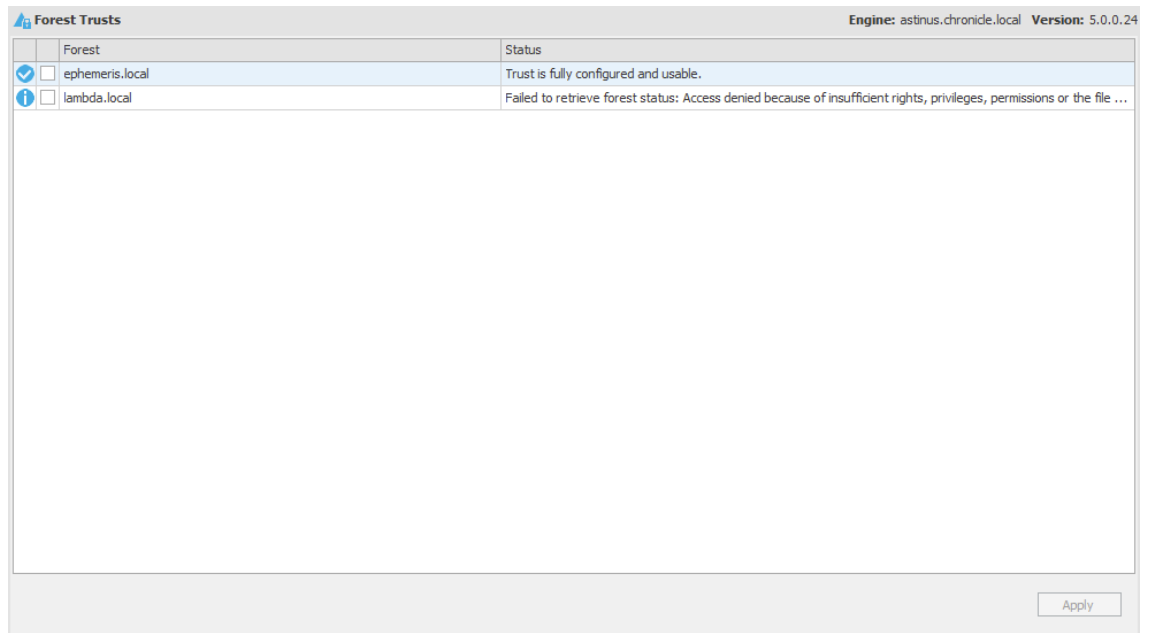 Forest Trusts Engine: astinus.chronicle.local Version: 5.0.0.24
Forest Status
ephemeris.local Trust is fully configured and usable.
lambda.local Failed to retrieve forest status: Access denied because of insufficient rights, privileges, permissions or the file ...
Apply